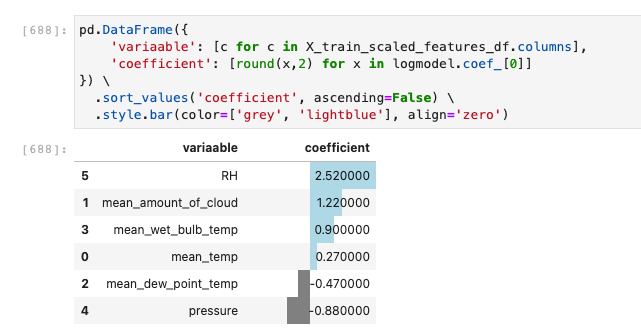 [688]: pd.DataFrame({
'variaable': [c for c in X_train_scaled_features_df.columns],
'coefficient': [round(x,2) for x in logmodel.coef_[0]]
}) \
.sort_values('coefficient', ascending=False) \
.style.bar(color=['grey', 'lightblue'], align='zero')
[688]: variaable coefficient
5 RH 2.520000
1 mean_amount_of_cloud 1.220000
3 mean_wet_bulb_temp 0.900000
0 mean_temp 0.270000
2 mean_dew_point_temp -0.470000
4 pressure -0.880000